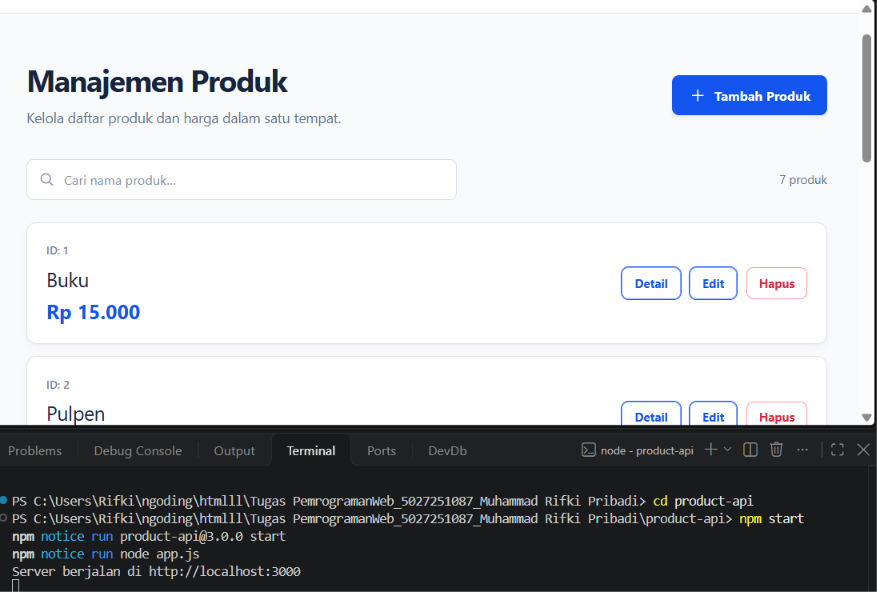 Manajemen Produk
Kelola daftar produk dan harga dalam satu tempat.
+ Tambah Produk
Cari nama produk...
7 produk
ID: 1
Buku
Rp 15.000
Detail Edit Hapus
ID: 2
Pulpen
Detail Edit Hapus
Problems Debug Console Output Terminal Ports DevDb node - product-api
PS C:\Users\Rifki\ngoding\htmlll\Tugas PemrogramanWeb_5027251087_Muhammad Rifki Pribadi> cd product-api
PS C:\Users\Rifki\ngoding\htmlll\Tugas PemrogramanWeb_5027251087_Muhammad Rifki Pribadi\product-api> npm start
npm notice run product-api@3.0.0 start
npm notice run node app.js
Server berjalan di http://localhost:3000